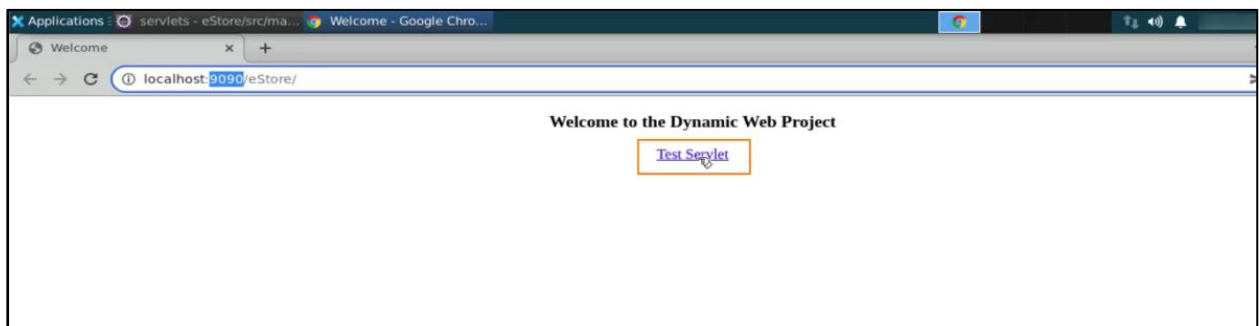 Applications : servlets - eStore/src/ma... Welcome - Google Chro...
Welcome × +
localhost:9090/eStore/
Welcome to the Dynamic Web Project
Test Servlet